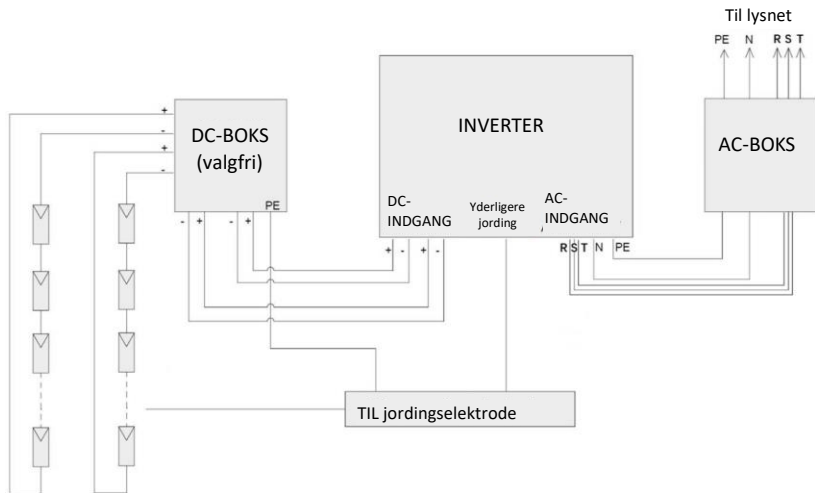 Til lysnet
PE N R S T
+
-
+
-
DC-BOKS
(valgfri)
PE
- + - +
INVERTER
DC-
INDGANG
Yderligere
jording
AC-
INDGANG
+ - + -
R S T N PE
AC-BOKS
TIL jordingselektrode